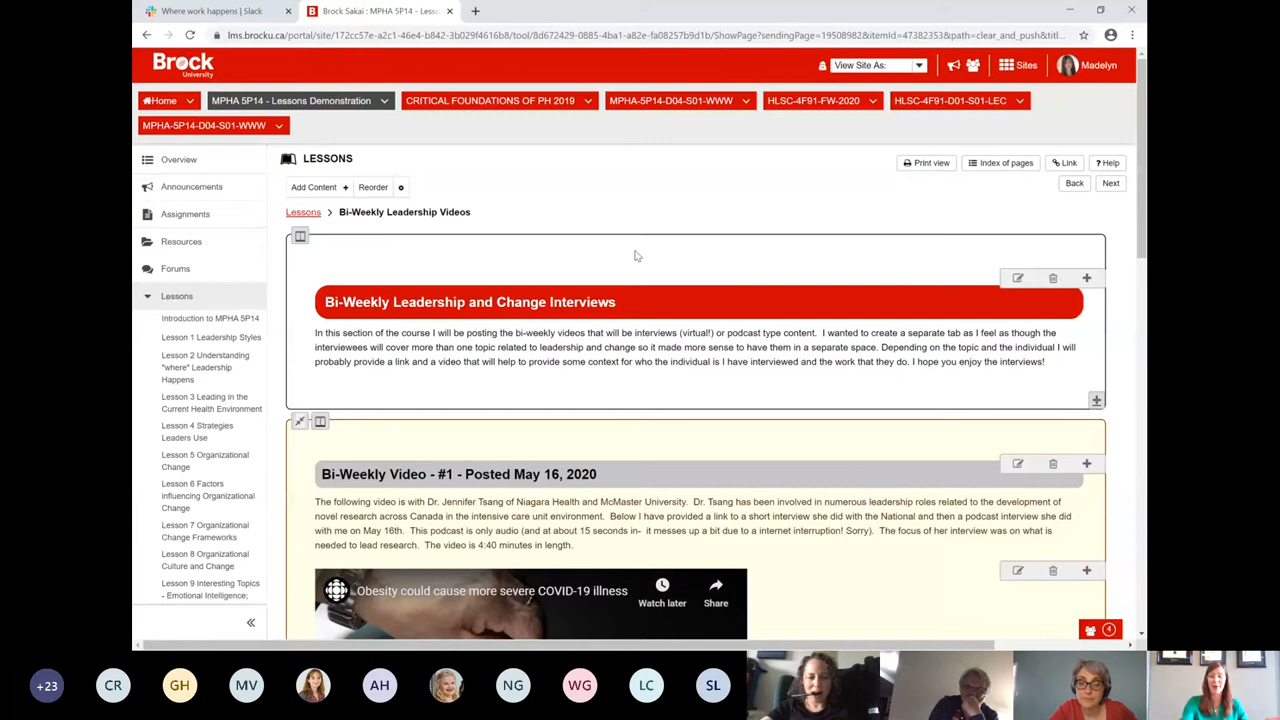 Where work happens | Slack
Brock Sakai : MPHA 5P14 - Lesso
lms.brocku.ca/portal/site/172cc57e-a2c1-46e4-b842-3b029f4616b8/tool/8d672429-0885-4ba1-a82e-fa08257b9d1b/ShowPage?sendingPage=19508982&itemId=47382353&path=clear_and_push&titl...
Brock
University
View Site As:
Sites
Madelyn
Home
MPHA 5P14 - Lessons Demonstration
CRITICAL FOUNDATIONS OF PH 2019
MPHA-5P14-D04-S01-WWW
HLSC-4F91-FW-2020
HLSC-4F91-D01-S01-LEC
MPHA-5P14-D04-S01-WWW
Overview
Announcements
Assignments
Resources
Forums
Lessons
Introduction to MPHA 5P14
Lesson 1 Leadership Styles
Lesson 2 Understanding
"where" Leadership
Happens
Lesson 3 Leading in the
Current Health Environment
Lesson 4 Strategies
Leaders Use
Lesson 5 Organizational
Change
Lesson 6 Factors
influencing Organizational
Change
Lesson 7 Organizational
Change Frameworks
Lesson 8 Organizational
Culture and Change
Lesson 9 Interesting Topics
- Emotional Intelligence;
LESSONS
Print view
Index of pages
Link
? Help
Add Content +
Reorder
Back
Next
Lessons > Bi-Weekly Leadership Videos
Bi-Weekly Leadership and Change Interviews
In this section of the course I will be posting the bi-weekly videos that will be interviews (virtual!) or podcast type content. I wanted to create a separate tab as I feel as though the
interviewees will cover more than one topic related to leadership and change so it made more sense to have them in a separate space. Depending on the topic and the individual I will
probably provide a link and a video that will help to provide some context for who the individual is I have interviewed and the work that they do. I hope you enjoy the interviews!
Bi-Weekly Video - #1 - Posted May 16, 2020
The following video is with Dr. Jennifer Tsang of Niagara Health and McMaster University. Dr. Tsang has been involved in numerous leadership roles related to the development of
novel research across Canada in the intensive care unit environment. Below I have provided a link to a short interview she did with the National and then a podcast interview she did
with me on May 16th. This podcast is only audio (and at about 15 seconds in- it messes up a bit due to a internet interruption! Sorry). The focus of her interview was on what is
needed to lead research. The video is 4:40 minutes in length.
Obesity could cause more severe COVID-19 illness
Watch later
Share
4
+23
CR
GH
MV
AH
NG
WG
LC
SL